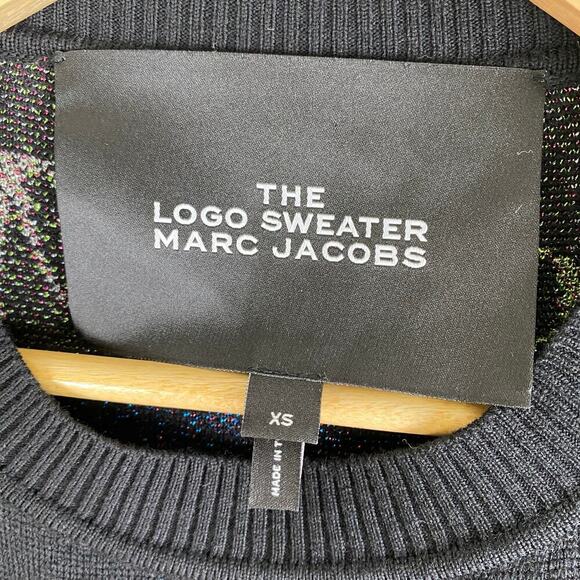 THE
LOGO SWEATER
MARC JACOBS
XS
MADE IN